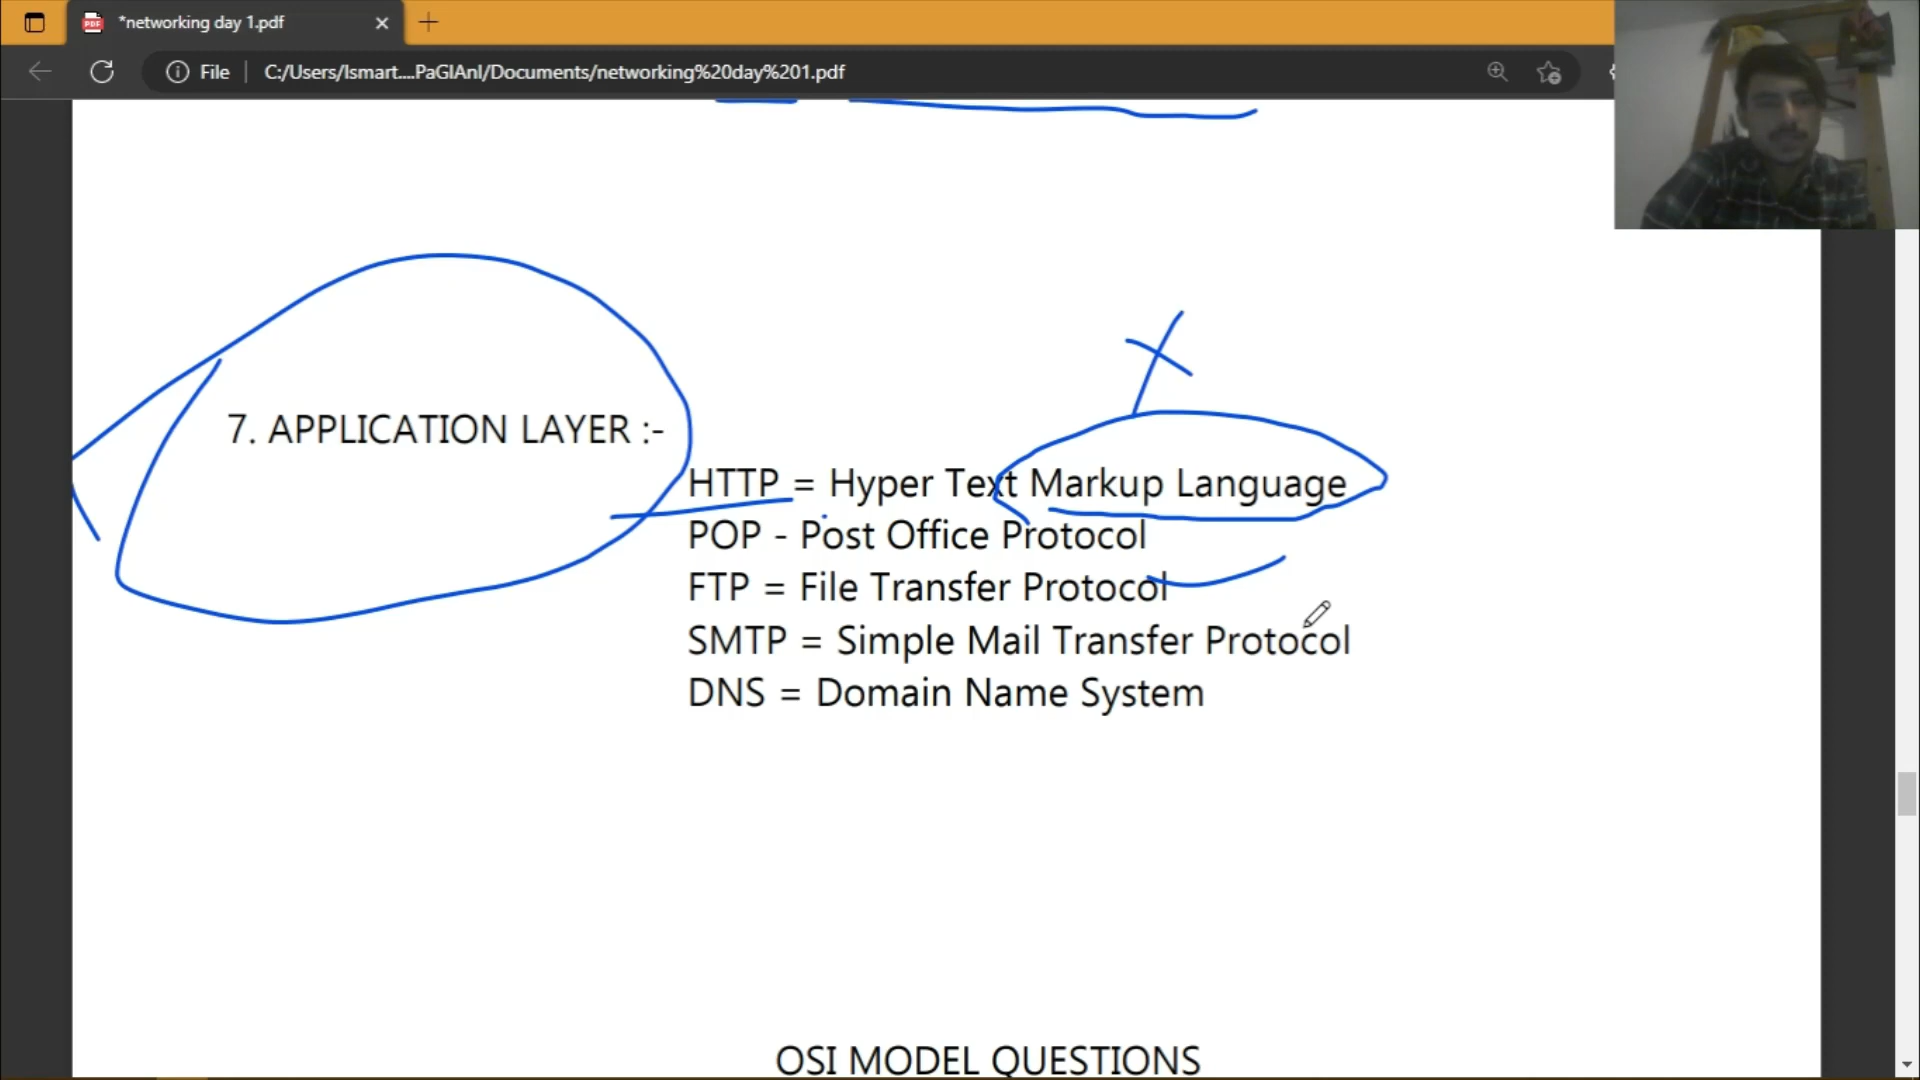 *networking day 1.pdf
File C:/Users/Ismart....PaGIAnI/Documents/networking%20day%201.pdf
7. APPLICATION LAYER :-
HTTP = Hyper Text Markup Language
POP - Post Office Protocol
FTP = File Transfer Protocol
SMTP = Simple Mail Transfer Protocol
DNS = Domain Name System
OSI MODEL QUESTIONS